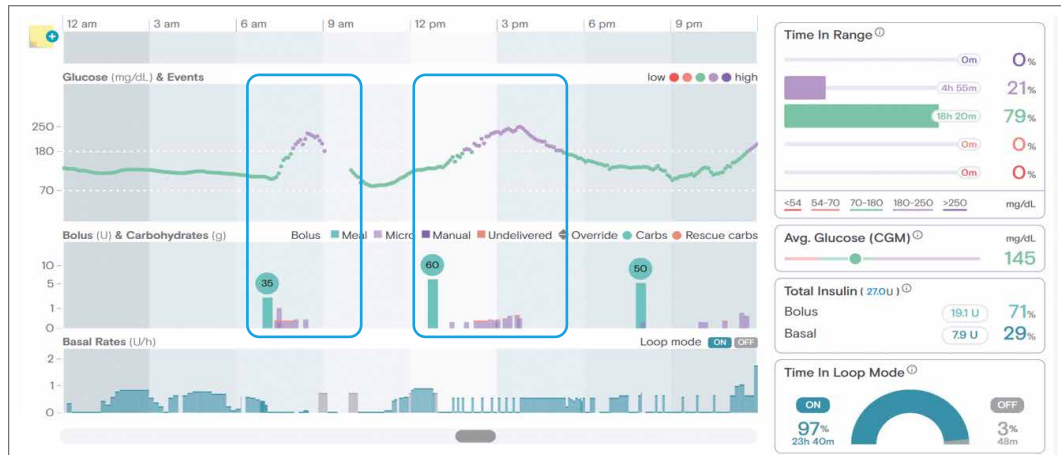 12 am 3 am 6 am 9 am 12 pm 3 pm 6 pm 9 pm
Glucose (mg/dL) & Events low high
250
180
70
Bolus (U) & Carbohydrates (g) Bolus Meal Micro Manual Undelivered Override Carbs Rescue carbs
10
5
1
0
35
60
50
Basal Rates (U/h) Loop mode ON OFF
2
1
0
Time In Range
0m 0%
4h 55m 21%
18h 20m 79%
0m 0%
0m 0%
<54 54-70 70-180 180-250 >250 mg/dL
Avg. Glucose (CGM) mg/dL
145
Total Insulin ( 27.0U )
Bolus 19.1 U 71%
Basal 7.9 U 29%
Time In Loop Mode
ON OFF
97% 3%
23h 40m 48m